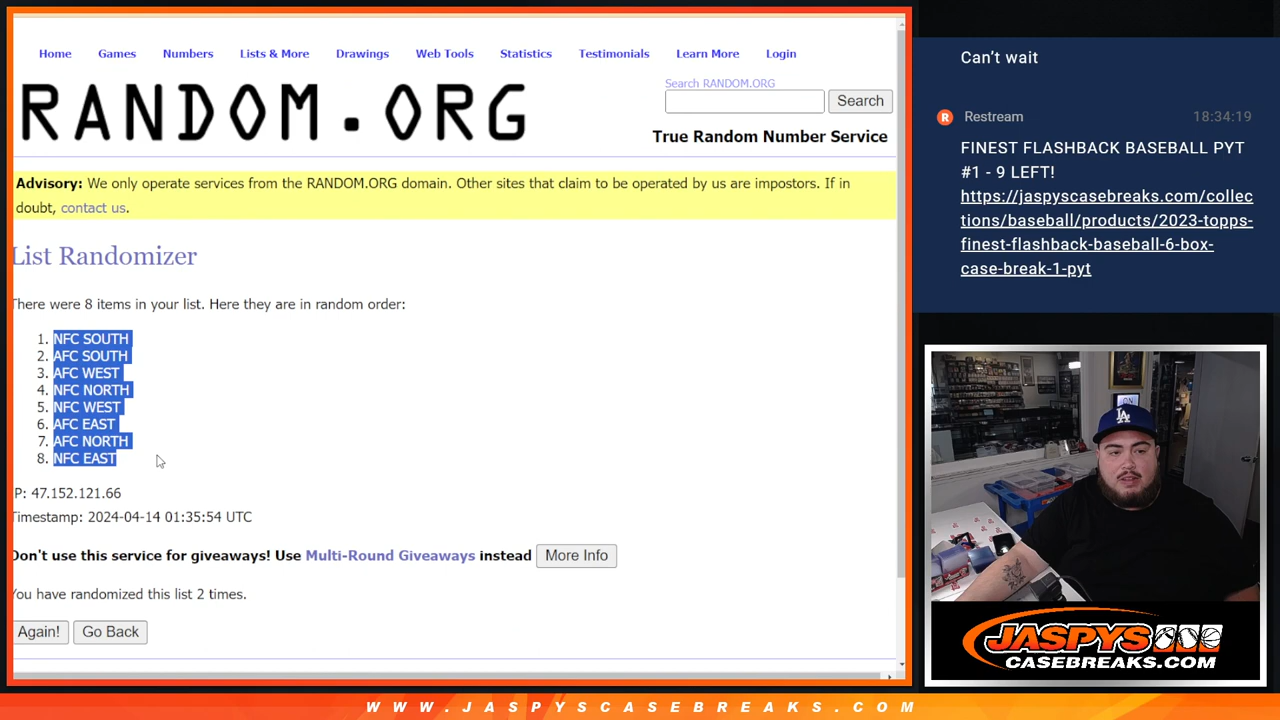 Home Games Numbers Lists & More Drawings Web Tools Statistics Testimonials Learn More Login
RANDOM.ORG
Search RANDOM.ORG
Search
True Random Number Service
Advisory: We only operate services from the RANDOM.ORG domain. Other sites that claim to be operated by us are impostors. If in
doubt, contact us.
List Randomizer
There were 8 items in your list. Here they are in random order:
1. NFC SOUTH
2. AFC SOUTH
3. AFC WEST
4. NFC NORTH
5. NFC WEST
6. AFC EAST
7. AFC NORTH
8. NFC EAST
IP: 47.152.121.66
Timestamp: 2024-04-14 01:35:54 UTC
Don't use this service for giveaways! Use Multi-Round Giveaways instead More Info
You have randomized this list 2 times.
Again! Go Back
Can't wait
R Restream 18:34:19
FINEST FLASHBACK BASEBALL PYT
#1 - 9 LEFT!
https://jaspyscasebreaks.com/collec
tions/baseball/products/2023-topps-
finest-flashback-baseball-6-box-
case-break-1-pyt
ON
LA
JASPYS
CASEBREAKS.COM
WWW.JASPYSCASEBREAKS.COM